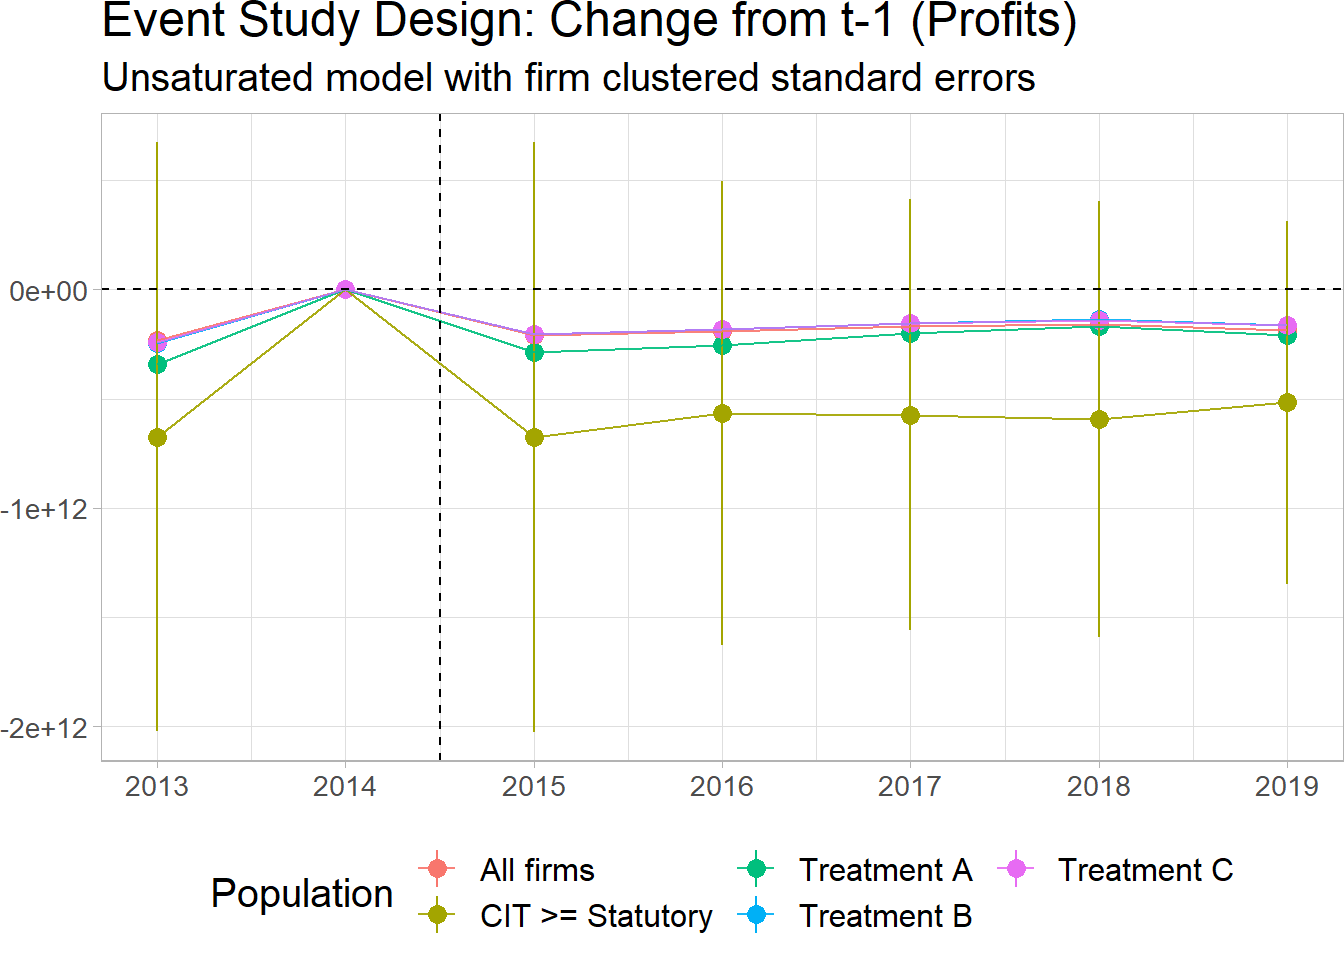 Event Study Design: Change from t-1 (Profits)
Unsaturated model with firm clustered standard errors
0e+00
-1e+12
-2e+12
2013 2014 2015 2016 2017 2018 2019
Population
All firms
CIT >= Statutory
Treatment A
Treatment B
Treatment C